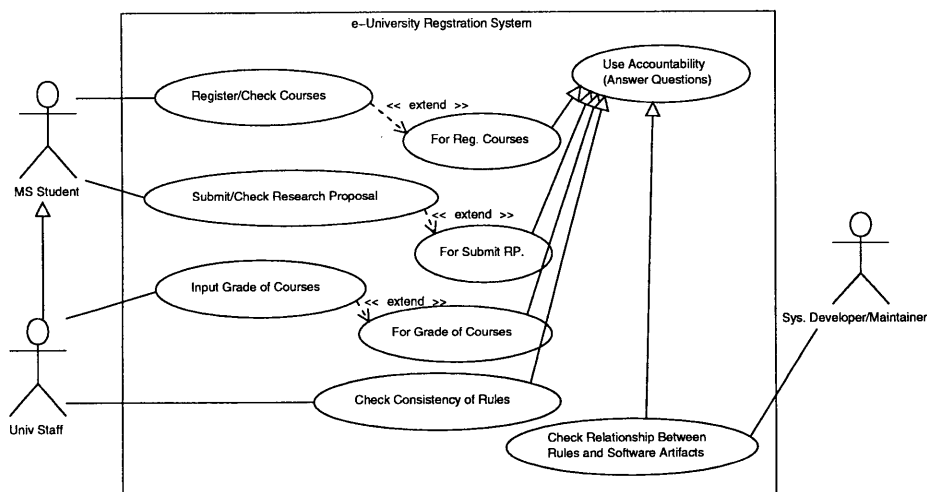 e-University Regstration System
Use Accountability
(Answer Questions)
Register/Check Courses
<< extend >>
For Reg. Courses
MS Student
Submit/Check Research Proposal
<< extend >>
For Submit RP.
Input Grade of Courses
<< extend >>
For Grade of Courses
Sys. Developer/Maintainer
Check Consistency of Rules
Univ Staff
Check Relationship Between
Rules and Software Artifacts